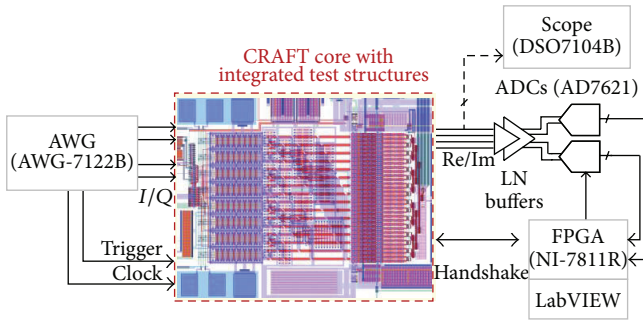 Scope
(DSO7104B)
CRAFT core with
integrated test structures
ADCs (AD7621)
AWG
(AWG-7122B)
I/Q
Re/Im
LN
buffers
Trigger
Clock
Handshake
FPGA
(NI-7811R)
LabVIEW